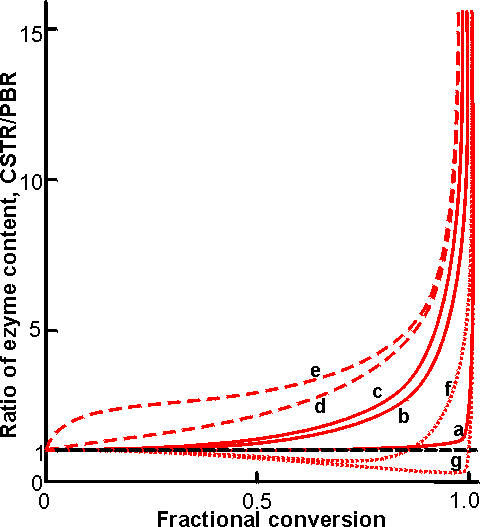 15
10
5
1
0
Ratio of ezyme content, CSTR/PBR
e
d
c
b
f
a
g
0
0.5
1.0
Fractional conversion